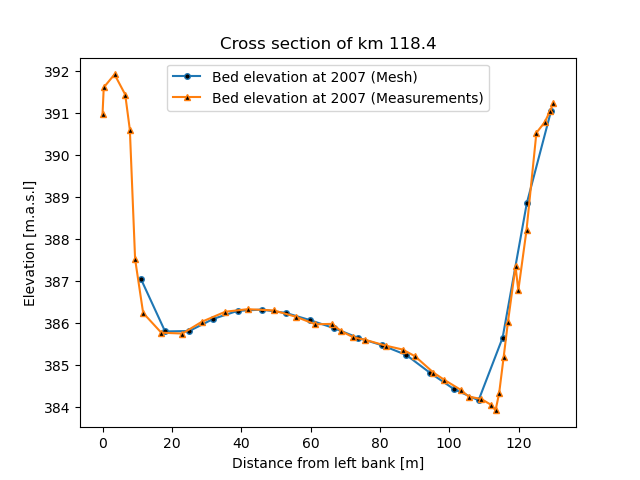 Cross section of km 118.4
Bed elevation at 2007 (Mesh)
Bed elevation at 2007 (Measurements)
Elevation [m.a.s.l]
392
391
390
389
388
387
386
385
384
0 20 40 60 80 100 120
Distance from left bank [m]